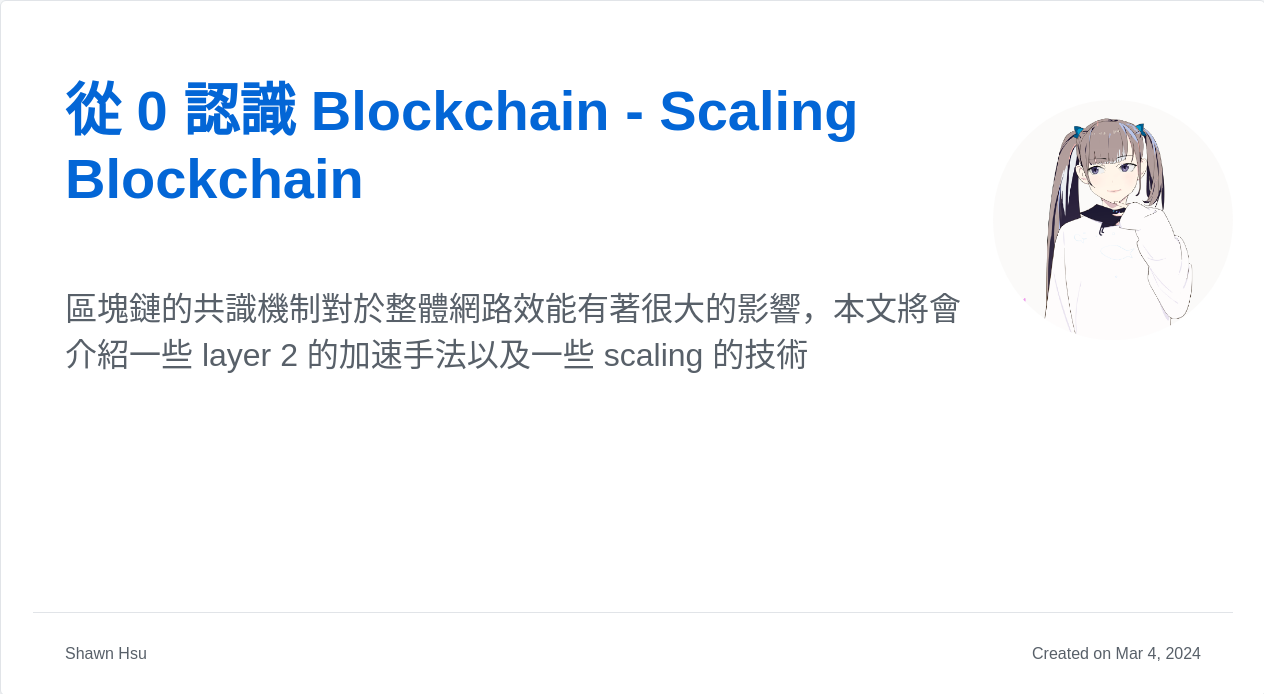 從 0 認識 Blockchain - Scaling
Blockchain
區塊鏈的共識機制對於整體網路效能有著很大的影響，本文將會
介紹一些 layer 2 的加速手法以及一些 scaling 的技術
Shawn Hsu
Created on Mar 4, 2024